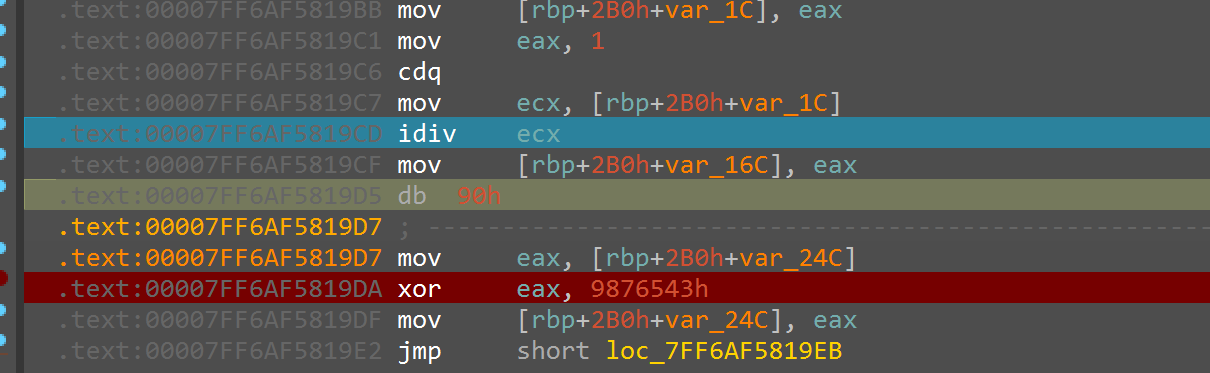 .text:00007FF6AF5819BB mov [rbp+2B0h+var_1C], eax
.text:00007FF6AF5819C1 mov eax, 1
.text:00007FF6AF5819C6 cdq
.text:00007FF6AF5819C7 mov ecx, [rbp+2B0h+var_1C]
.text:00007FF6AF5819CD idiv ecx
.text:00007FF6AF5819CF mov [rbp+2B0h+var_16C], eax
.text:00007FF6AF5819D5 db 90h
.text:00007FF6AF5819D7 ; ---------------------------------------------------
.text:00007FF6AF5819D7 mov eax, [rbp+2B0h+var_24C]
.text:00007FF6AF5819DA xor eax, 9876543h
.text:00007FF6AF5819DF mov [rbp+2B0h+var_24C], eax
.text:00007FF6AF5819E2 jmp short loc_7FF6AF5819EB